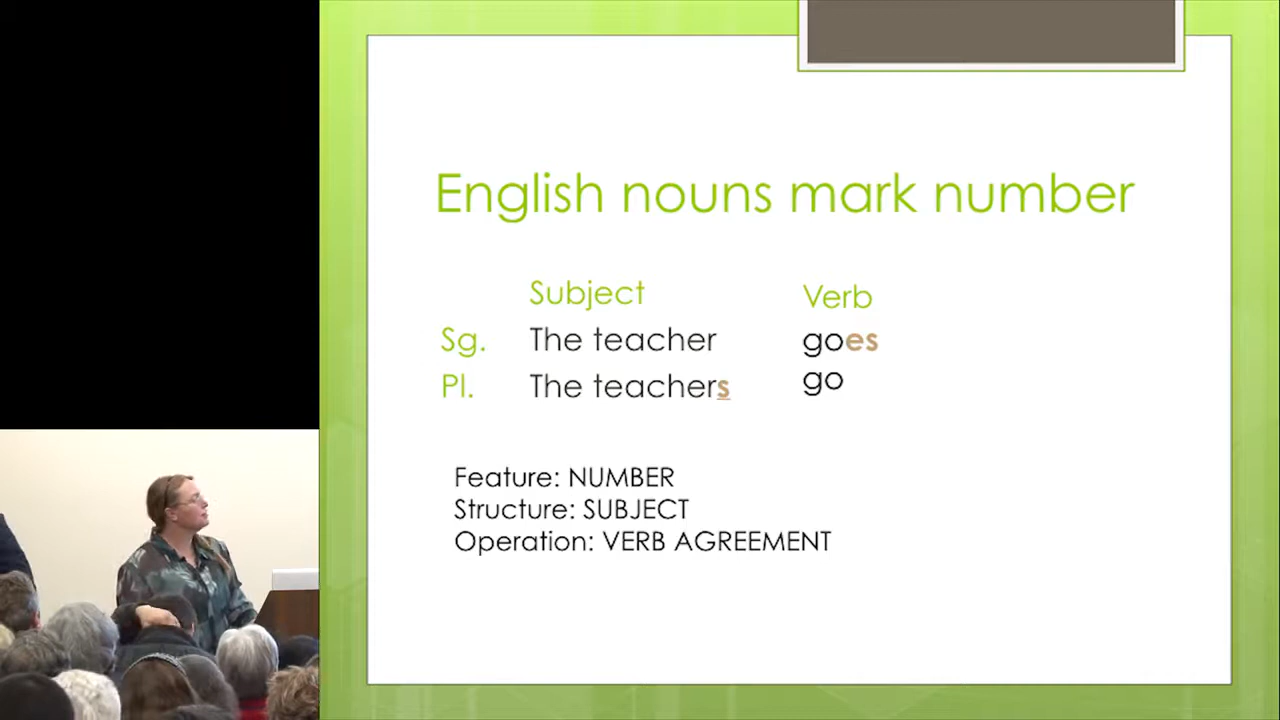 English nouns mark number
Subject Verb
Sg. The teacher goes
Pl. The teachers go
Feature: NUMBER
Structure: SUBJECT
Operation: VERB AGREEMENT